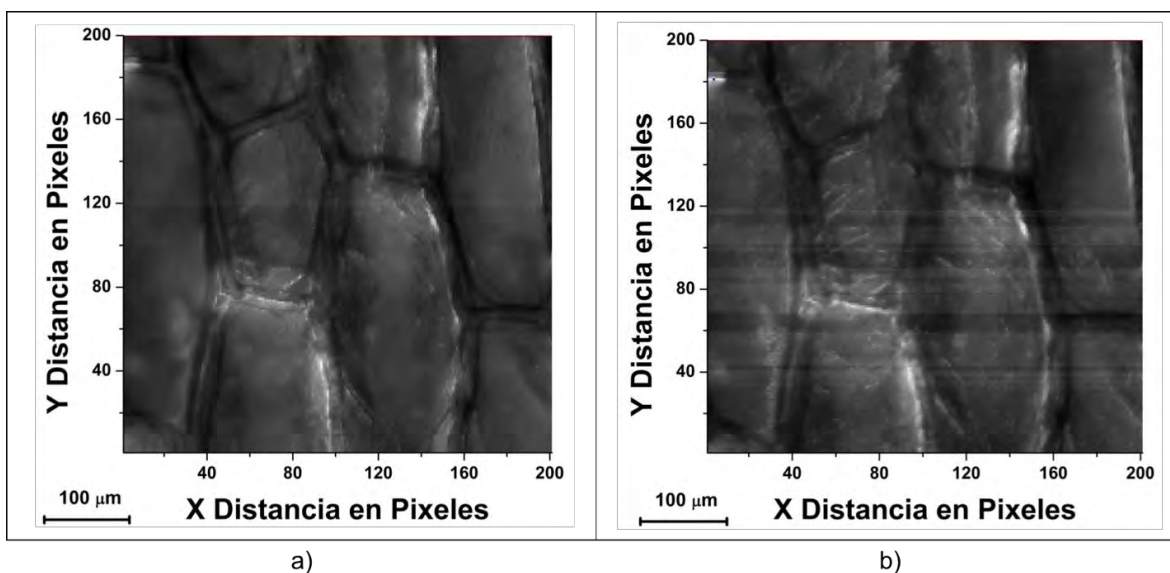 200
160
120
80
40
Y Distancia en Pixeles
40 80 120 160 200
X Distancia en Pixeles
100 μm
a)
200
160
120
80
40
Y Distancia en Pixeles
40 80 120 160 200
X Distancia en Pixeles
100 μm
b)